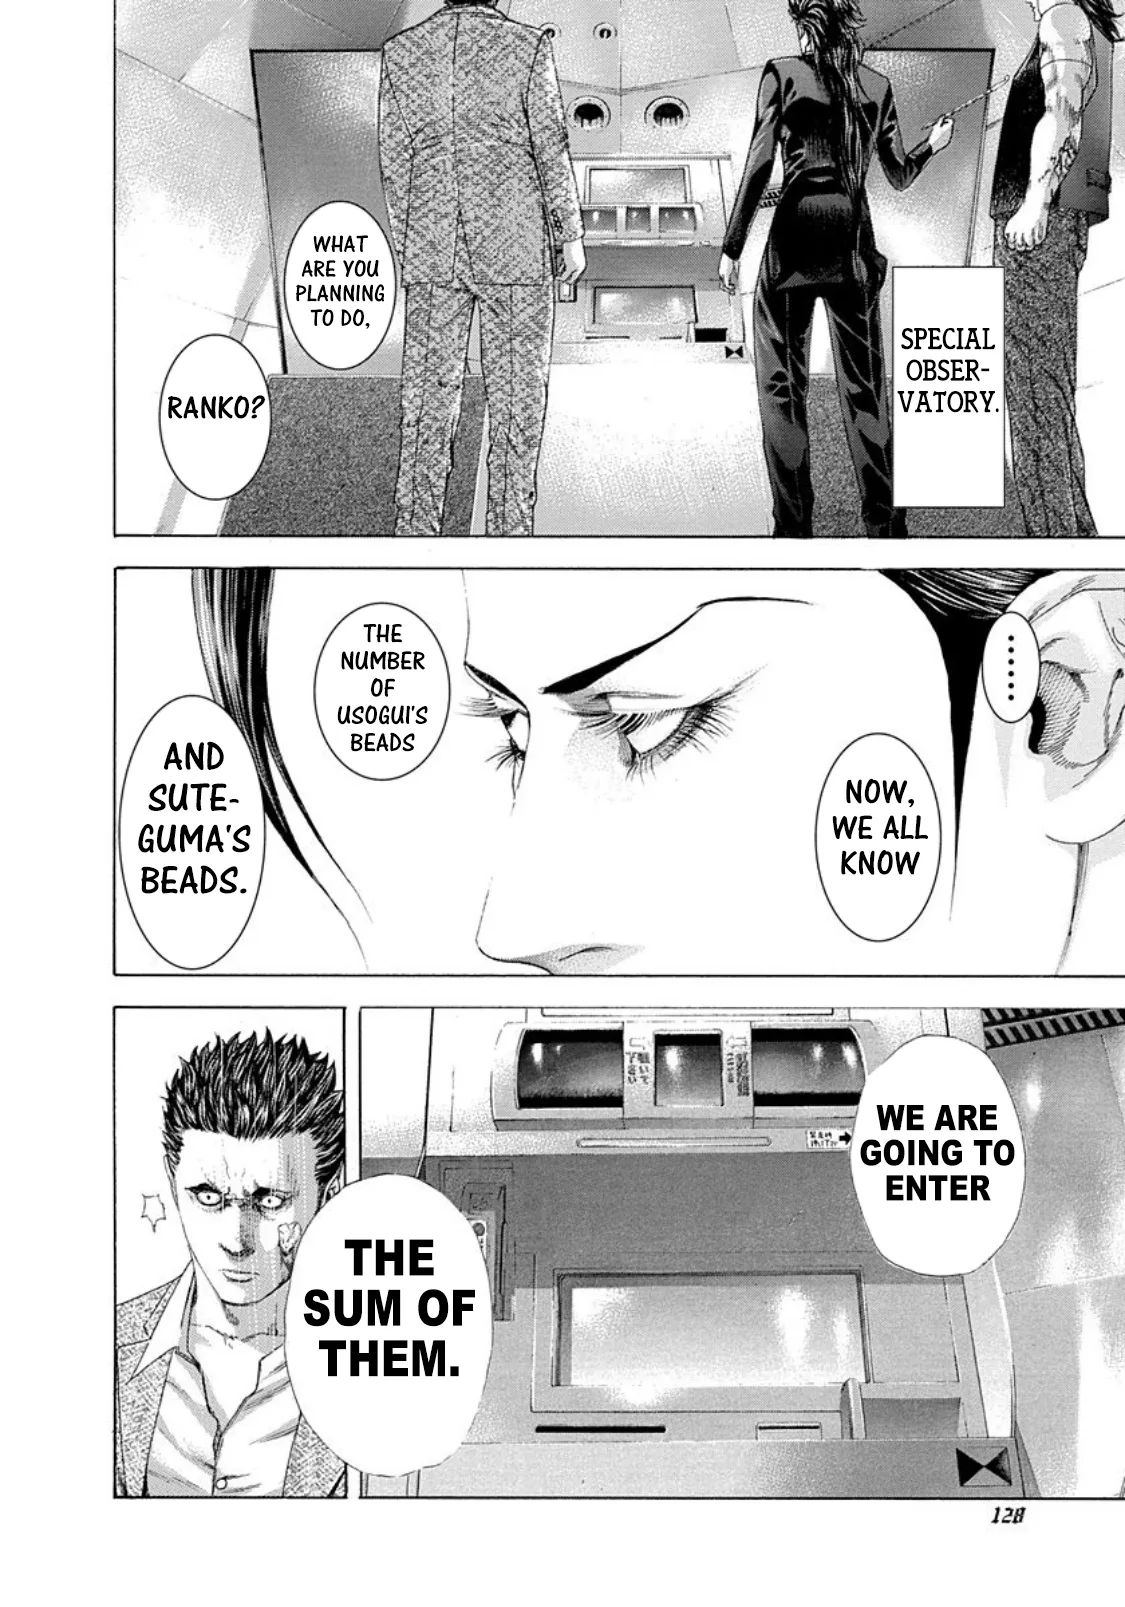 SPECIAL
OBSER-
VATORY.
WHAT
ARE YOU
PLANNING
TO DO,
RANKO?
.......
NOW,
WE ALL
KNOW
THE
NUMBER
OF
USOGUI'S
BEADS
AND
SUTE-
GUMA'S
BEADS.
WE ARE
GOING TO
ENTER
THE
SUM OF
THEM.
128